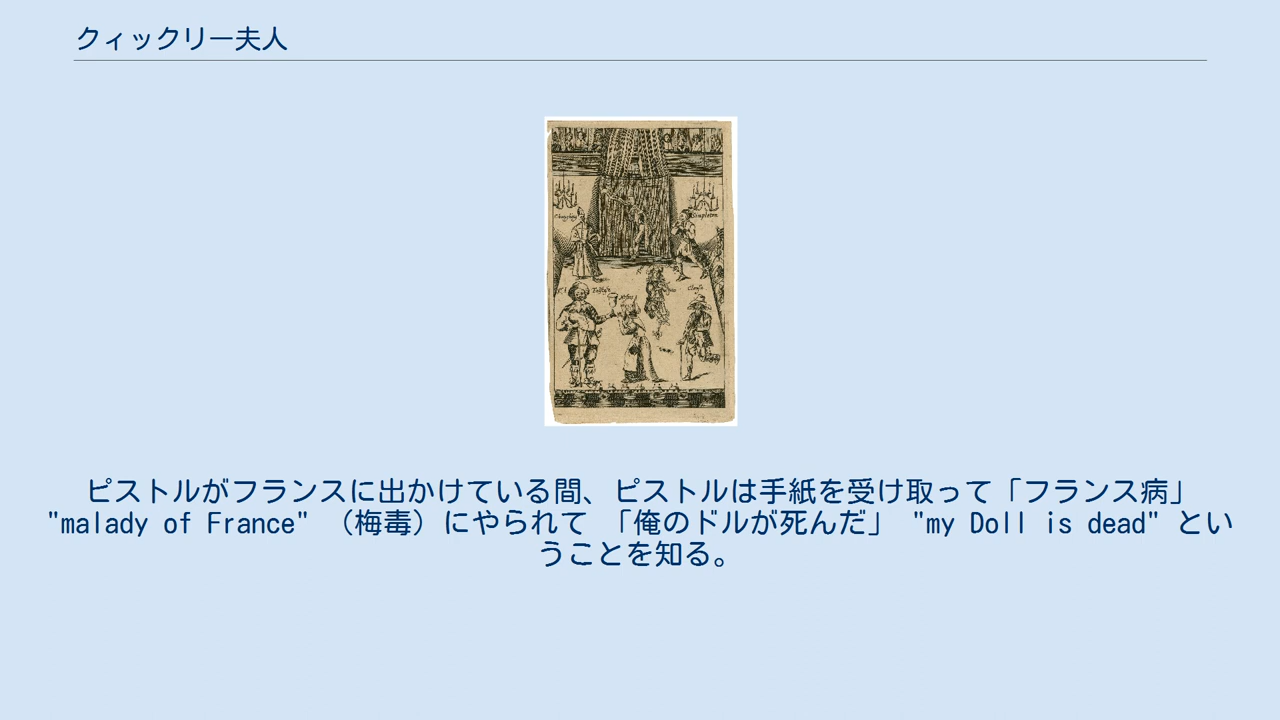 クィックリー夫人
ピストルがフランスに出かけている間、ピストルは手紙を受け取って「フランス病」
"malady of France" （梅毒）にやられて 「俺のドルが死んだ」 "my Doll is dead" とい
うことを知る。